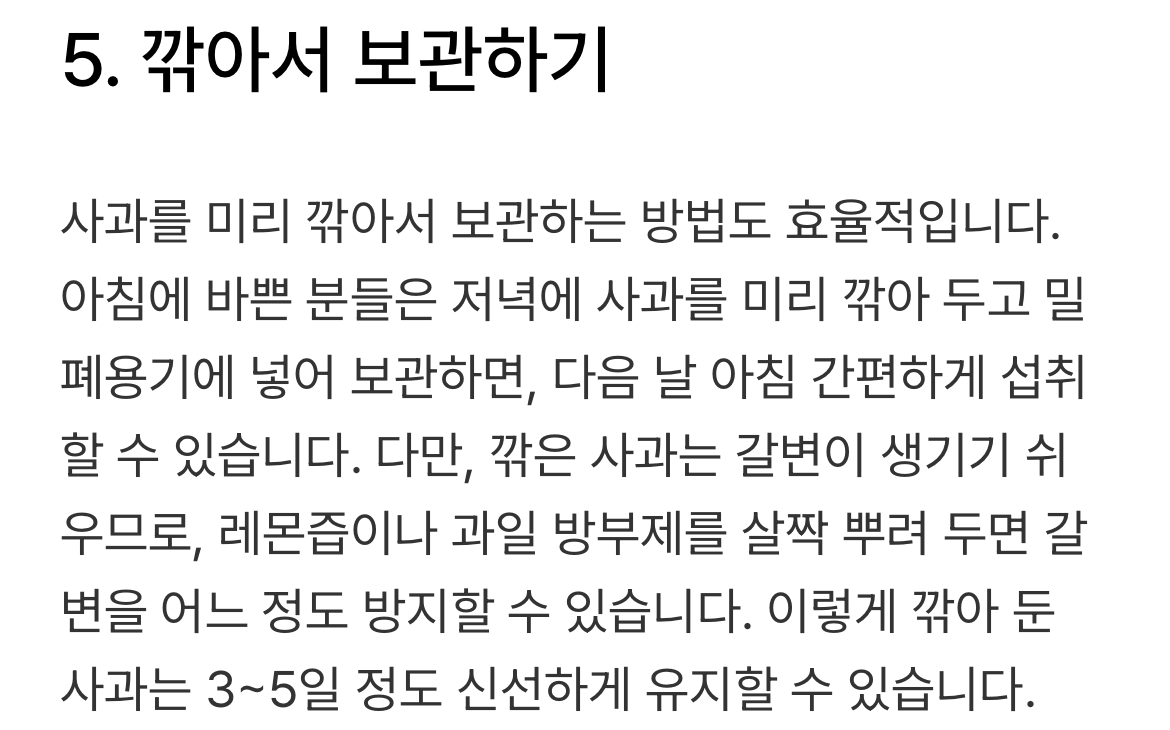 5. 깎아서 보관하기
사과를 미리 깎아서 보관하는 방법도 효율적입니다.
아침에 바쁜 분들은 저녁에 사과를 미리 깎아 두고 밀
폐용기에 넣어 보관하면, 다음 날 아침 간편하게 섭취
할 수 있습니다. 다만, 깎은 사과는 갈변이 생기기 쉬
우므로, 레몬즙이나 과일 방부제를 살짝 뿌려 두면 갈
변을 어느 정도 방지할 수 있습니다. 이렇게 깎아 둔
사과는 3~5일 정도 신선하게 유지할 수 있습니다.